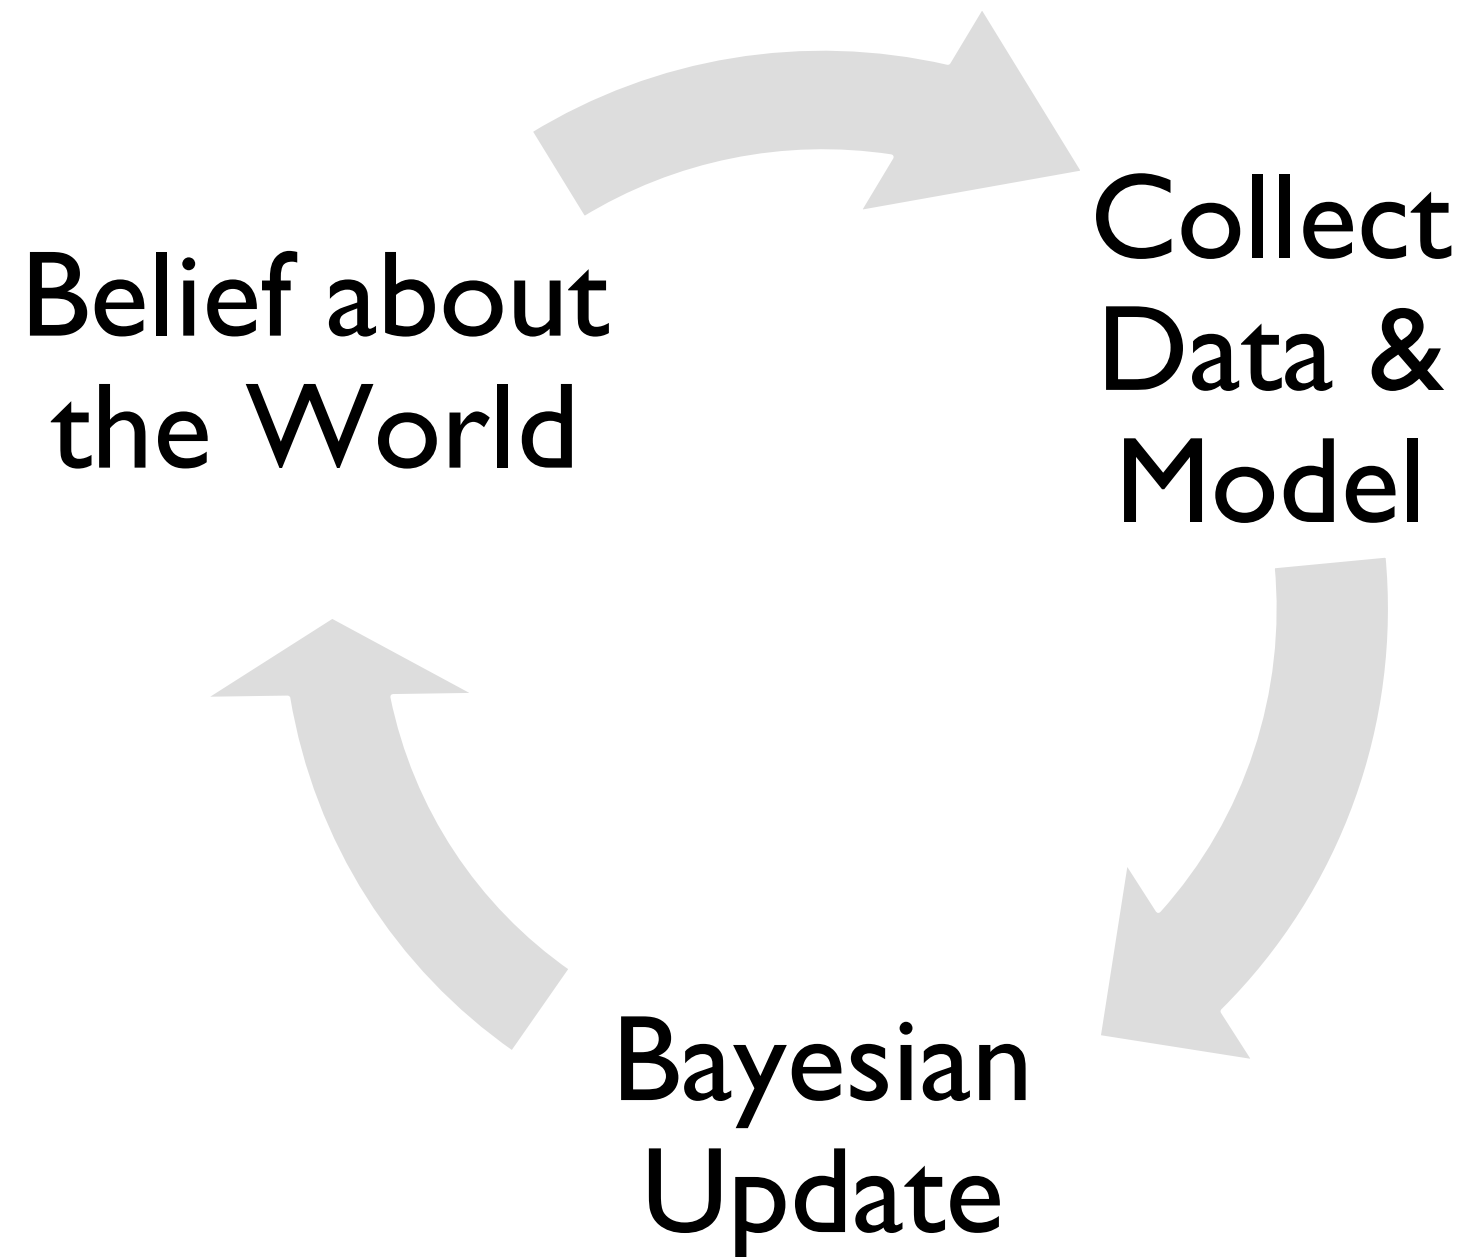 Belief about
the World
Collect
Data &
Model
Bayesian
Update